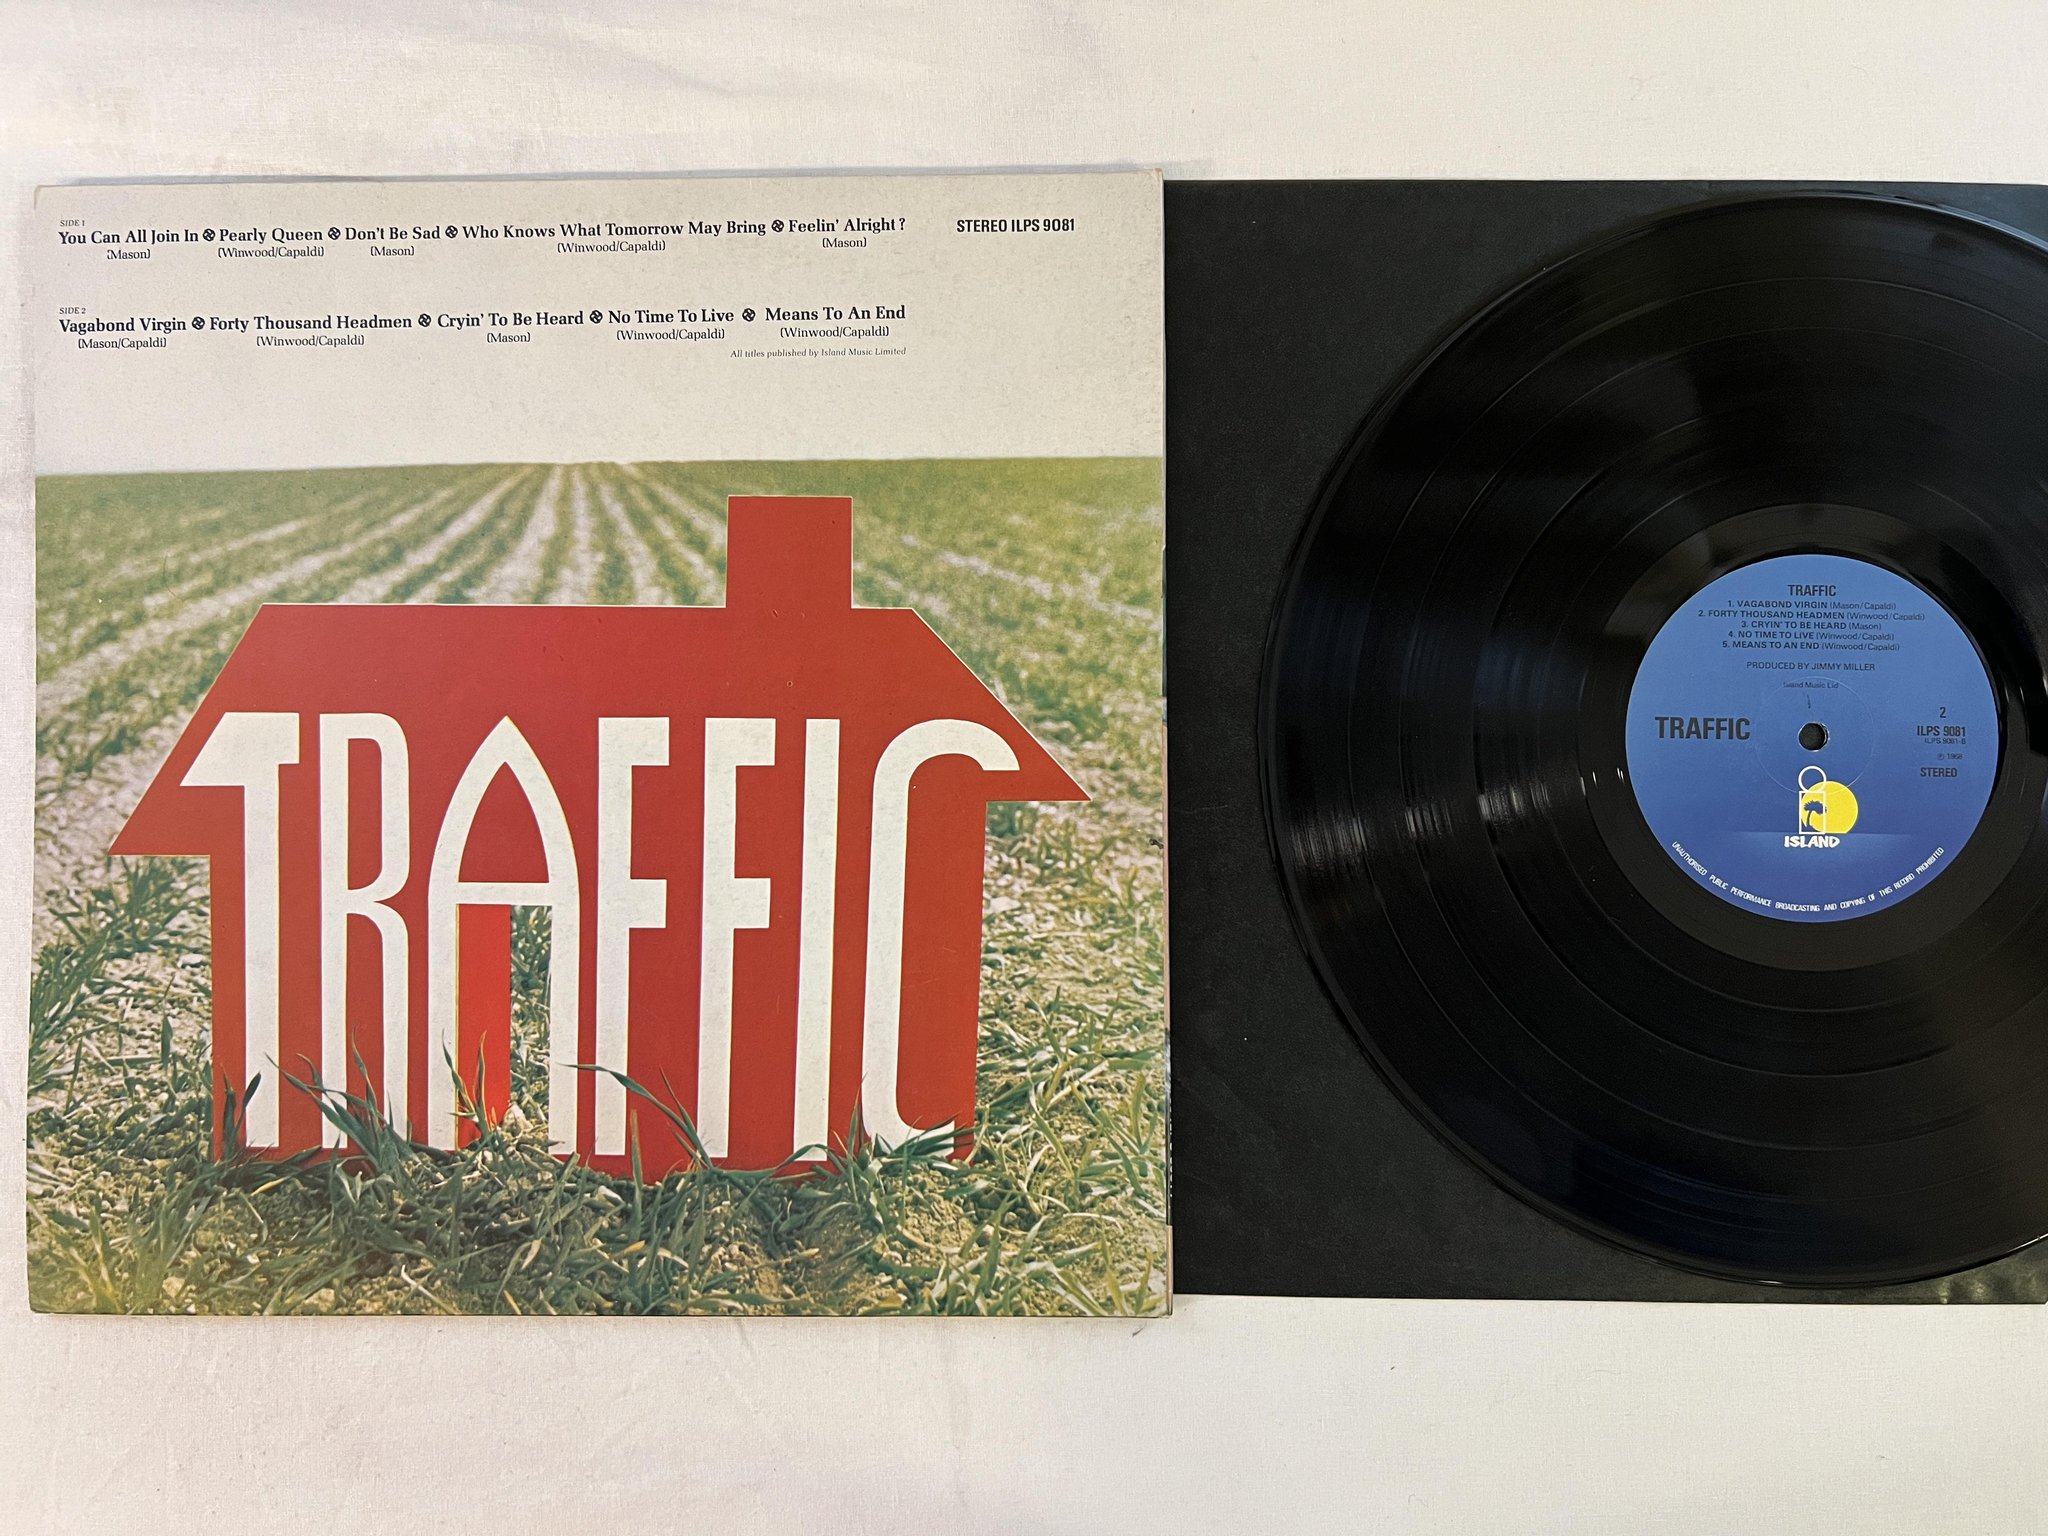 SIDE 1
You Can All Join In Pearly Queen Don't Be Sad Who Knows What Tomorrow May Bring Feelin' Alright?
(Mason) (Winwood/Capaldi) (Mason) (Winwood/Capaldi) (Mason)
STEREO ILPS 9081
SIDE 2
Vagabond Virgin Forty Thousand Headmen Cryin' To Be Heard No Time To Live Means To An End
(Mason/Capaldi) (Winwood/Capaldi) (Mason) (Winwood/Capaldi) (Winwood/Capaldi)
All titles published by Island Music Limited
TRAFFIC
TRAFFIC
1. VAGABOND VIRGIN (Mason/Capaldi)
2. FORTY THOUSAND HEADMEN (Winwood/Capaldi)
3. CRYIN' TO BE HEARD (Mason)
4. NO TIME TO LIVE (Winwood/Capaldi)
5. MEANS TO AN END (Winwood/Capaldi)
PRODUCED BY JIMMY MILLER
Island Music Ltd
TRAFFIC
2
ILPS 9081
ILPS 9081-B
℗ 1968
STEREO
ISLAND
UNAUTHORISED PUBLIC PERFORMANCE BROADCASTING AND COPYING OF THIS RECORD PROHIBITED